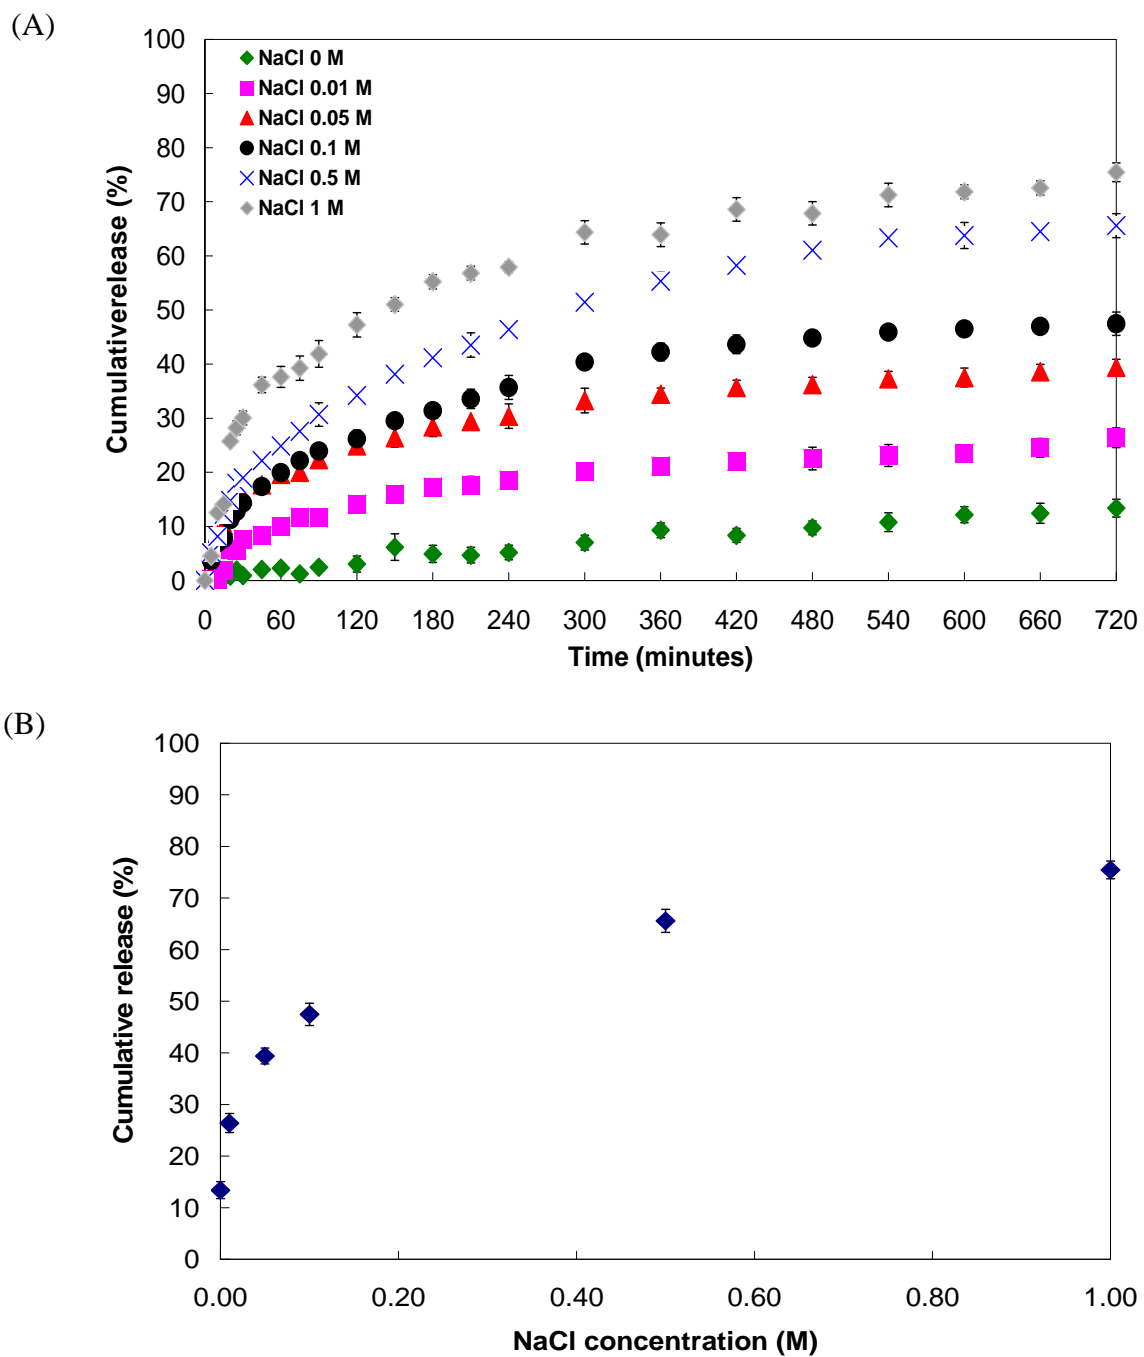 (A)
100
90
80
70
60
50
40
30
20
10
0
Cumulativerelease (%)
NaCl 0 M
NaCl 0.01 M
NaCl 0.05 M
NaCl 0.1 M
NaCl 0.5 M
NaCl 1 M
0 60 120 180 240 300 360 420 480 540 600 660 720
Time (minutes)
(B)
100
90
80
70
60
50
40
30
20
10
0
Cumulative release (%)
0.00 0.20 0.40 0.60 0.80 1.00
NaCl concentration (M)